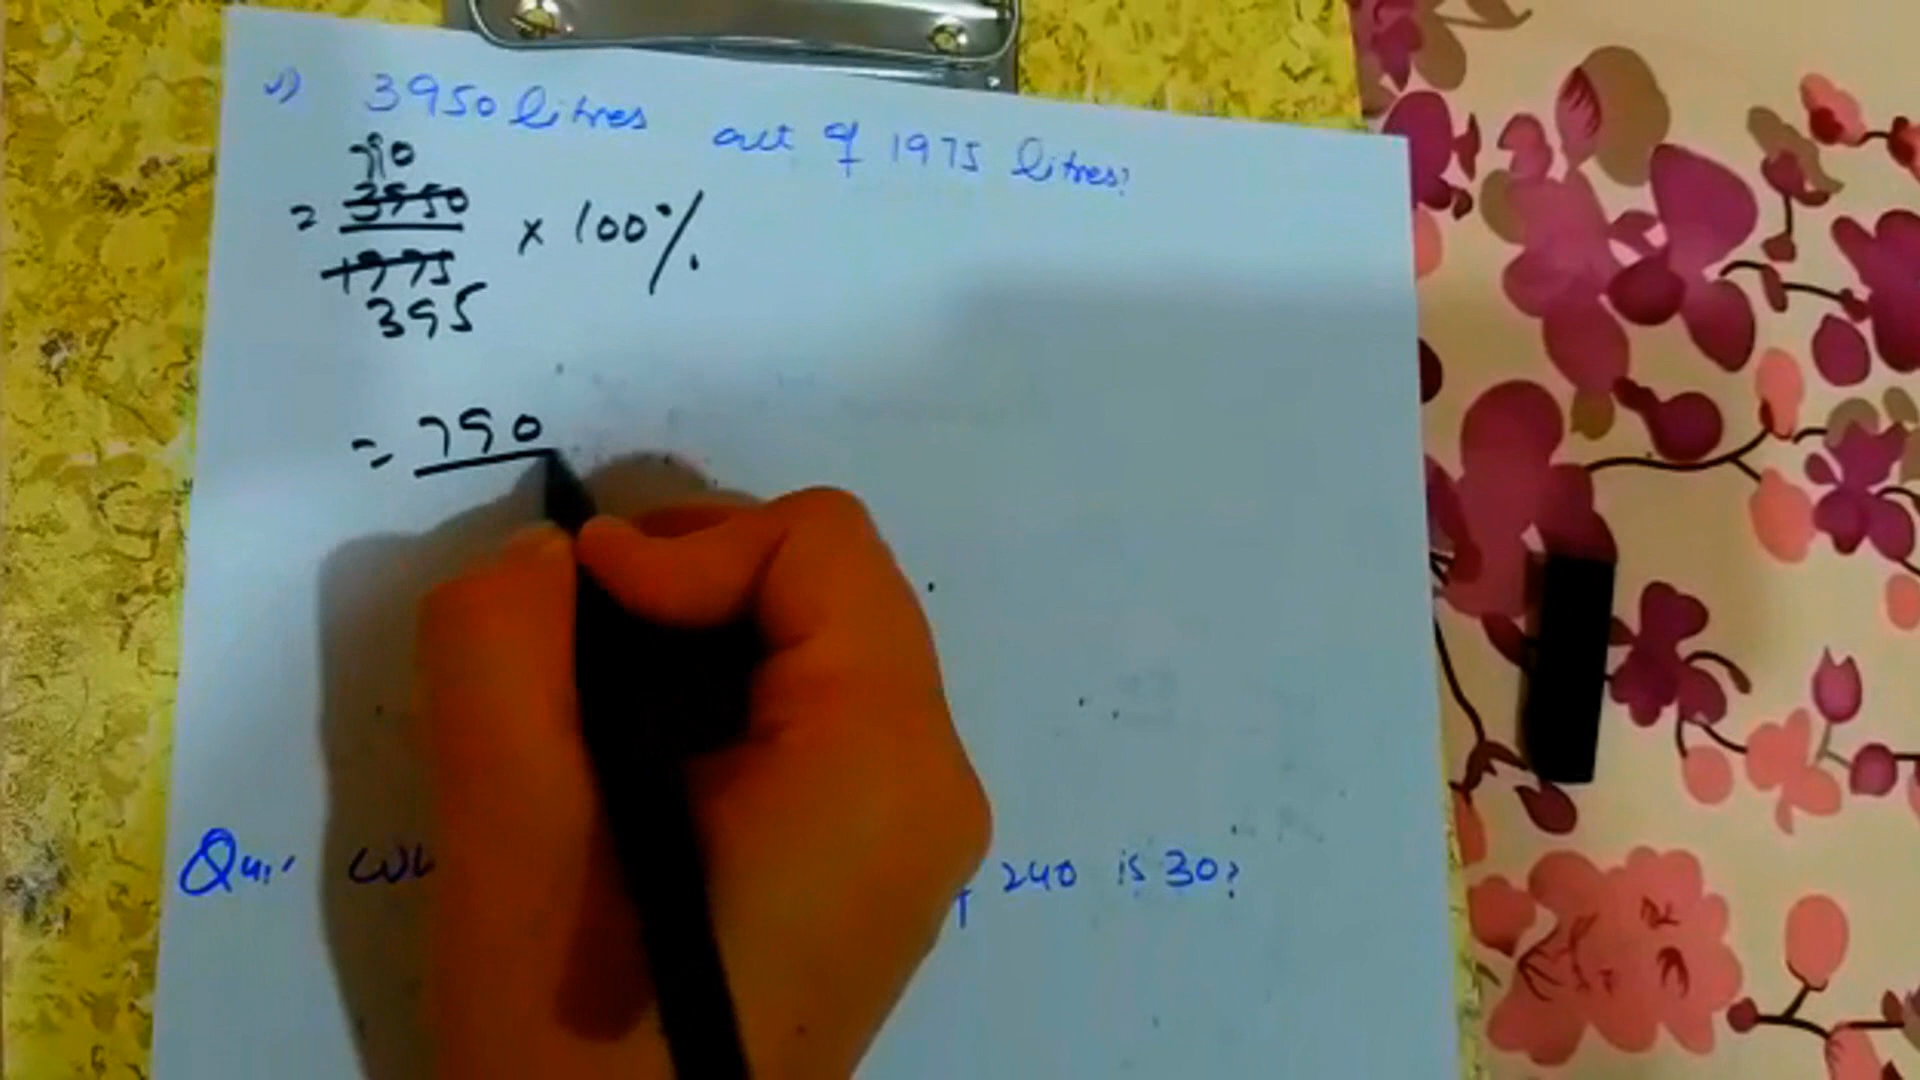 v) 3950 litres out of 1975 litres?
790
= 3950 × 100%
1975
395
= 790
Qu. 240 is 30?